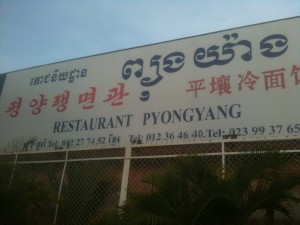 ភោជនីយដ្ឋាន ព្យុងយ៉ាង
평양랭면관 平壤冷面
RESTAURANT PYONGYANG
Tel: 012 36 46 40, Tel: 023 99 37 65